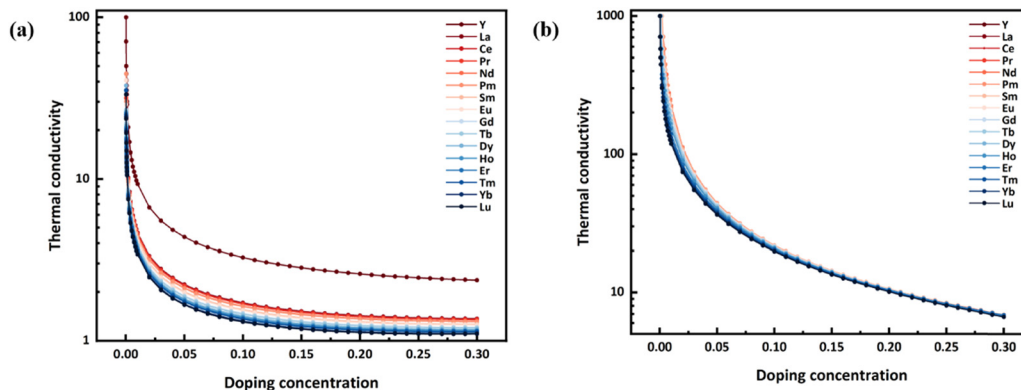 (a)
Thermal conductivity
100
10
1
0.00 0.05 0.10 0.15 0.20 0.25 0.30
Doping concentration
Y
La
Ce
Pr
Nd
Pm
Sm
Eu
Gd
Tb
Dy
Ho
Er
Tm
Yb
Lu
(b)
Thermal conductivity
1000
100
10
0.00 0.05 0.10 0.15 0.20 0.25 0.30
Doping concentration
Y
La
Ce
Pr
Nd
Pm
Sm
Eu
Gd
Tb
Dy
Ho
Er
Tm
Yb
Lu